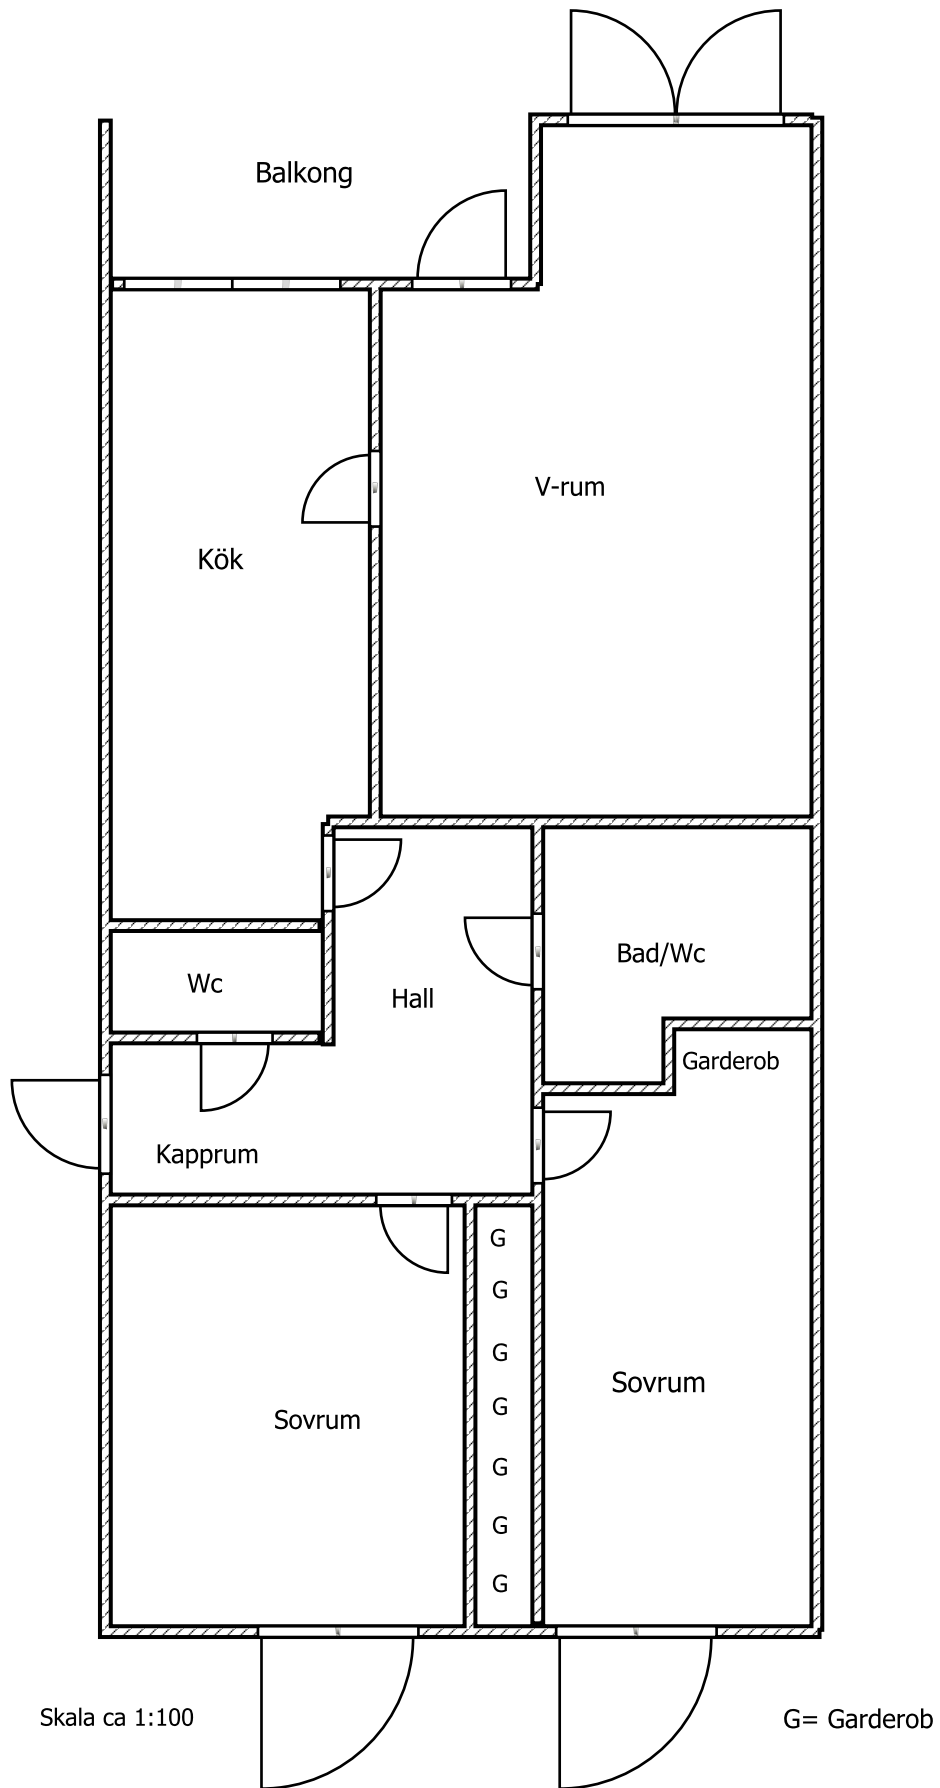 Balkong
V-rum
Kök
Bad/Wc
Wc
Hall
Garderob
Kapprum
G
G
G
Sovrum
G
Sovrum
G
G
G
Skala ca 1:100
G= Garderob